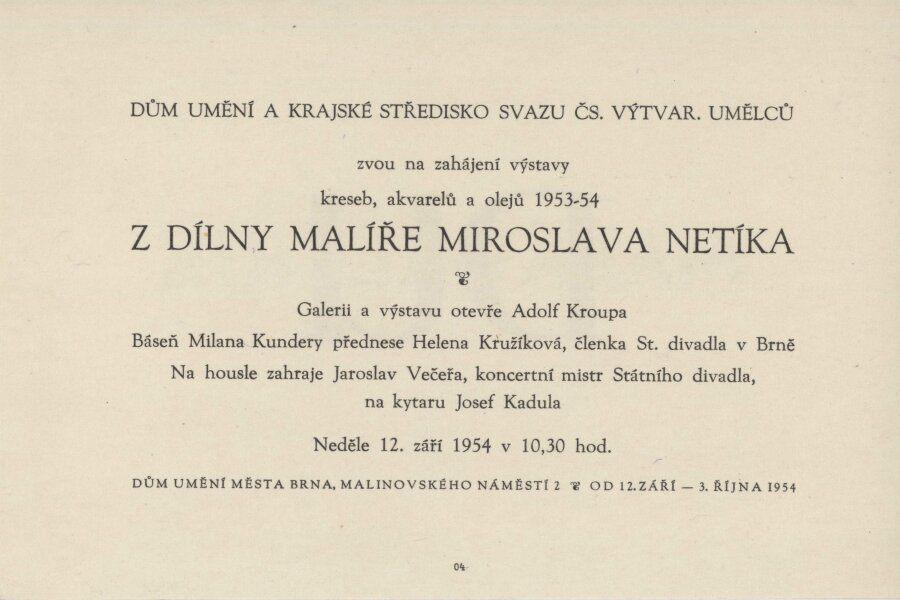 DŮM UMĚNÍ A KRAJSKÉ STŘEDISKO SVAZU ČS. VÝTVAR. UMĚLCŮ
zvou na zahájení výstavy
kreseb, akvarelů a olejů 1953-54
Z DÍLNY MALÍŘE MIROSLAVA NETÍKA
Galerii a výstavu otevře Adolf Kroupa
Báseň Milana Kundery přednese Helena Kružíková, členka St. divadla v Brně
Na housle zahraje Jaroslav Večeřa, koncertní mistr Státního divadla,
na kytaru Josef Kadula
Neděle 12. září 1954 v 10,30 hod.
DŮM UMĚNÍ MĚSTA BRNA, MALINOVSKÉHO NÁMĚSTÍ 2 ❦ OD 12. ZÁŘÍ — 3. ŘÍJNA 1954
04